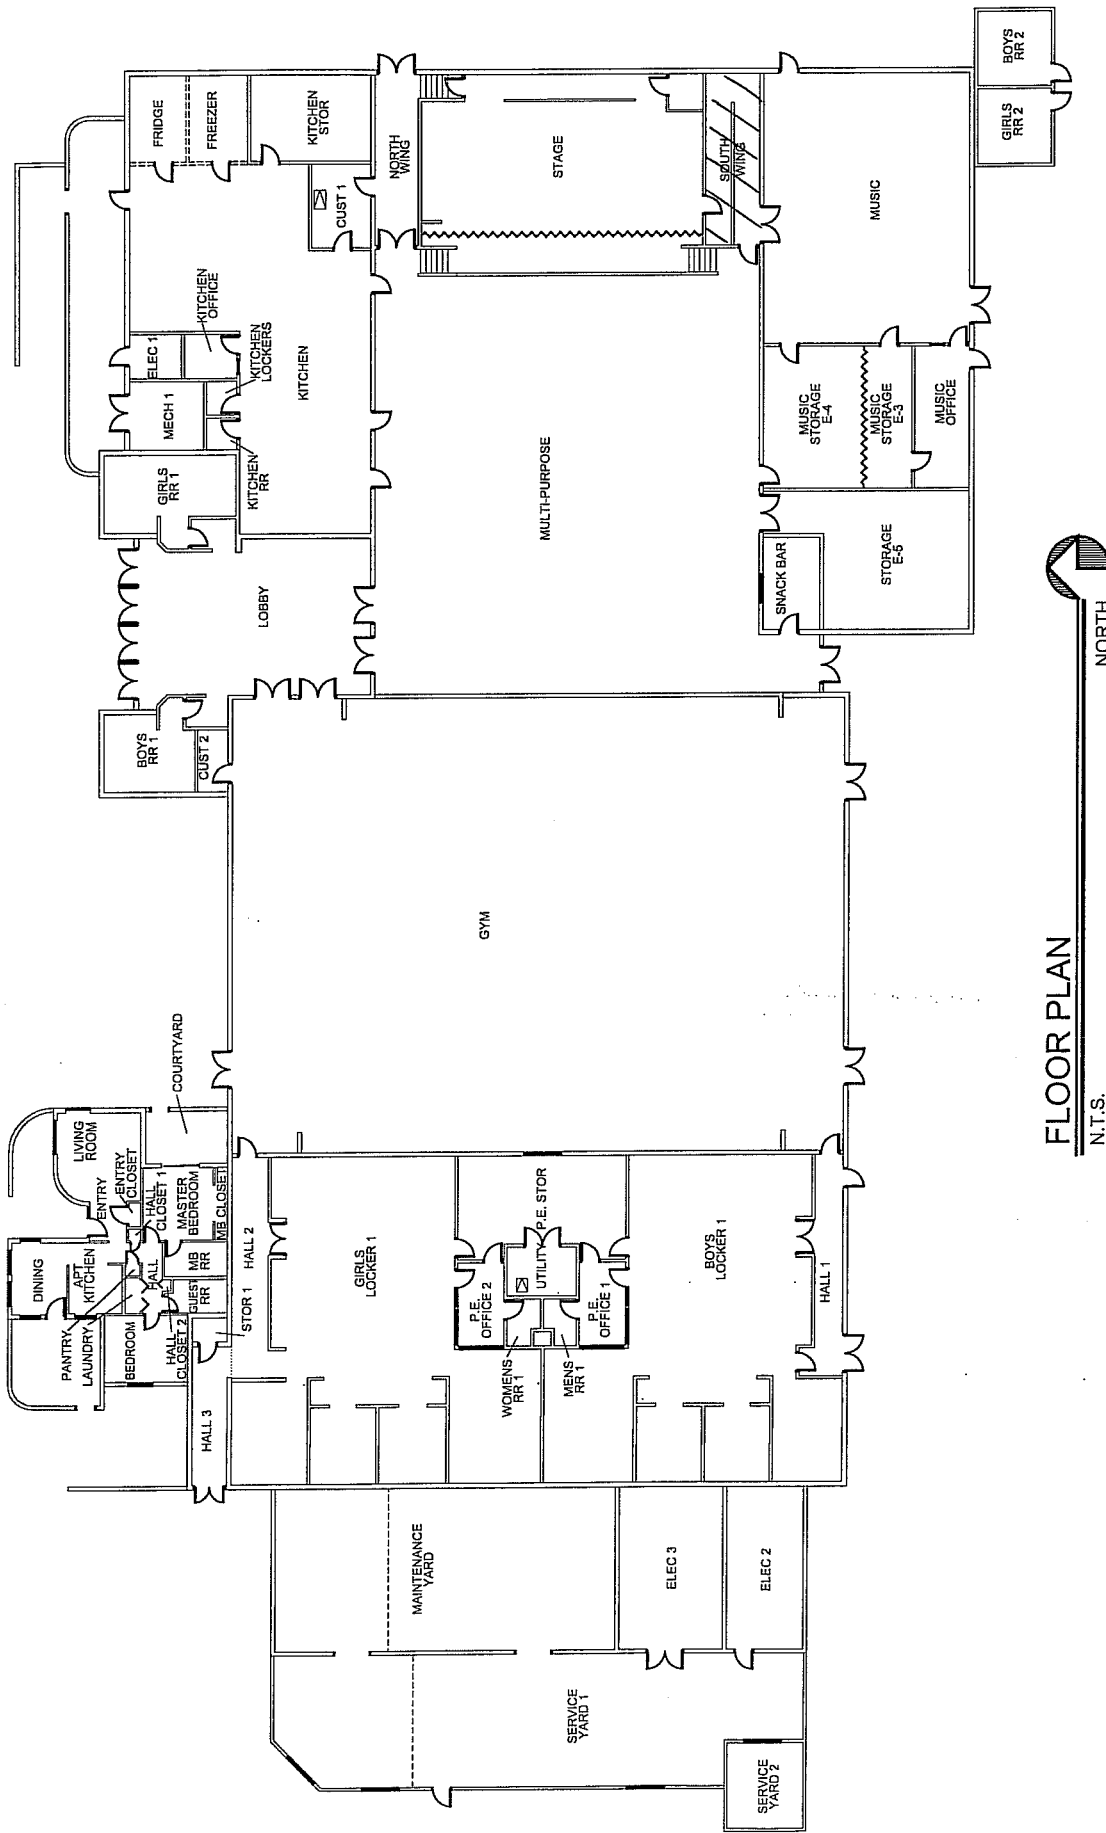 SERVICE
YARD 2
SERVICE
YARD 1
MAINTENANCE
YARD
ELEC 3
ELEC 2
HALL 3
STOR 1
HALL 2
PANTRY
LAUNDRY
BEDROOM
HALL
CLOSET 2
GUEST
RR
MB
RR
HALL
DINING
APT
KITCHEN
ENTRY
ENTRY
CLOSET
HALL
CLOSET 1
MASTER
BEDROOM
MB CLOSET
LIVING
ROOM
COURTYARD
GIRLS
LOCKER 1
WOMENS
RR 1
MENS
RR 1
P.E.
OFFICE 2
P.E.
OFFICE 1
UTILITY
P.E. STOR
BOYS
LOCKER 1
HALL 1
GYM
BOYS
RR 1
CUST 2
LOBBY
GIRLS
RR 1
KITCHEN
RR
MECH 1
ELEC 1
KITCHEN
LOCKERS
KITCHEN
OFFICE
KITCHEN
FRIDGE
FREEZER
KITCHEN
STOR
CUST 1
NORTH
WING
STAGE
SOUTH
WING
MULTI-PURPOSE
SNACK BAR
STORAGE
E-5
MUSIC
STORAGE
E-4
MUSIC
STORAGE
E-3
MUSIC
OFFICE
MUSIC
GIRLS
RR 2
BOYS
RR 2
FLOOR PLAN
N.T.S.
NORTH